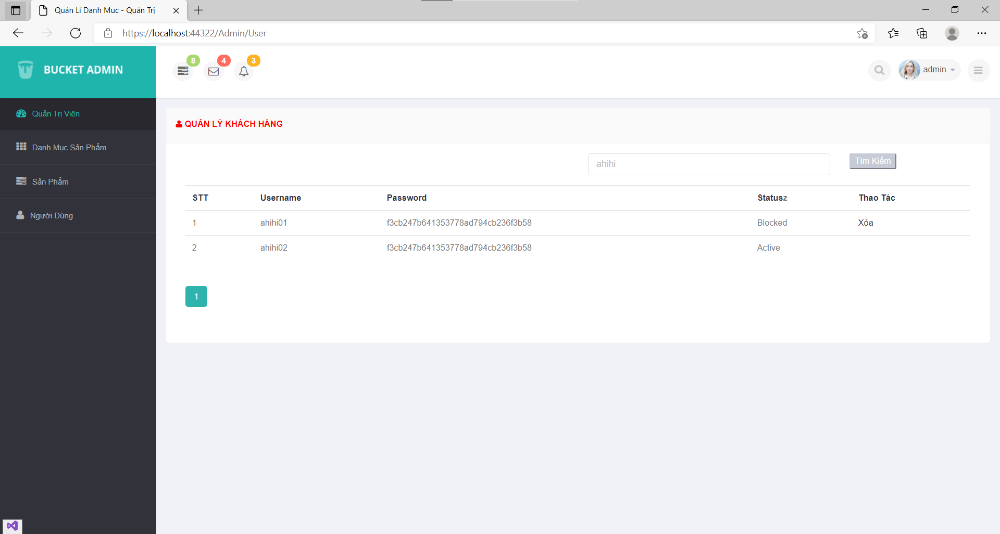 Quản Lí Danh Muc - Quản Trị
https://localhost:44322/Admin/User
BUCKET ADMIN
8
4
3
admin
Quản Trị Viên
Danh Mục Sản Phẩm
Sản Phẩm
Người Dùng
QUẢN LÝ KHÁCH HÀNG
ahihi Tìm Kiếm
STT Username Password Statusz Thao Tác
1 ahihi01 f3cb247b641353778ad794cb236f3b58 Blocked Xóa
2 ahihi02 f3cb247b641353778ad794cb236f3b58 Active
1